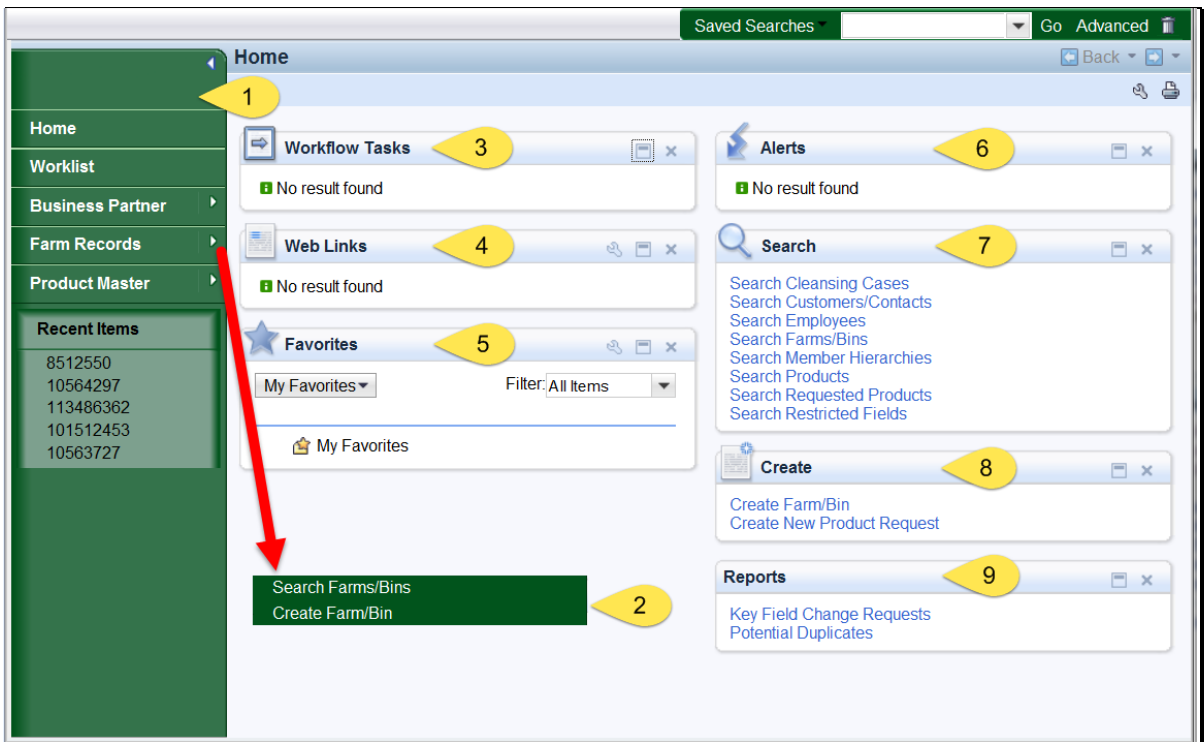 Saved Searches Go Advanced
Home Back
1
Home
Worklist
Business Partner
Farm Records
Product Master
Recent Items
8512550
10564297
113486362
101512453
10563727
Workflow Tasks 3
No result found
Web Links 4
No result found
Favorites 5
My Favorites Filter: All Items
My Favorites
Search Farms/Bins
Create Farm/Bin
2
Alerts 6
No result found
Search 7
Search Cleansing Cases
Search Customers/Contacts
Search Employees
Search Farms/Bins
Search Member Hierarchies
Search Products
Search Requested Products
Search Restricted Fields
Create 8
Create Farm/Bin
Create New Product Request
Reports 9
Key Field Change Requests
Potential Duplicates